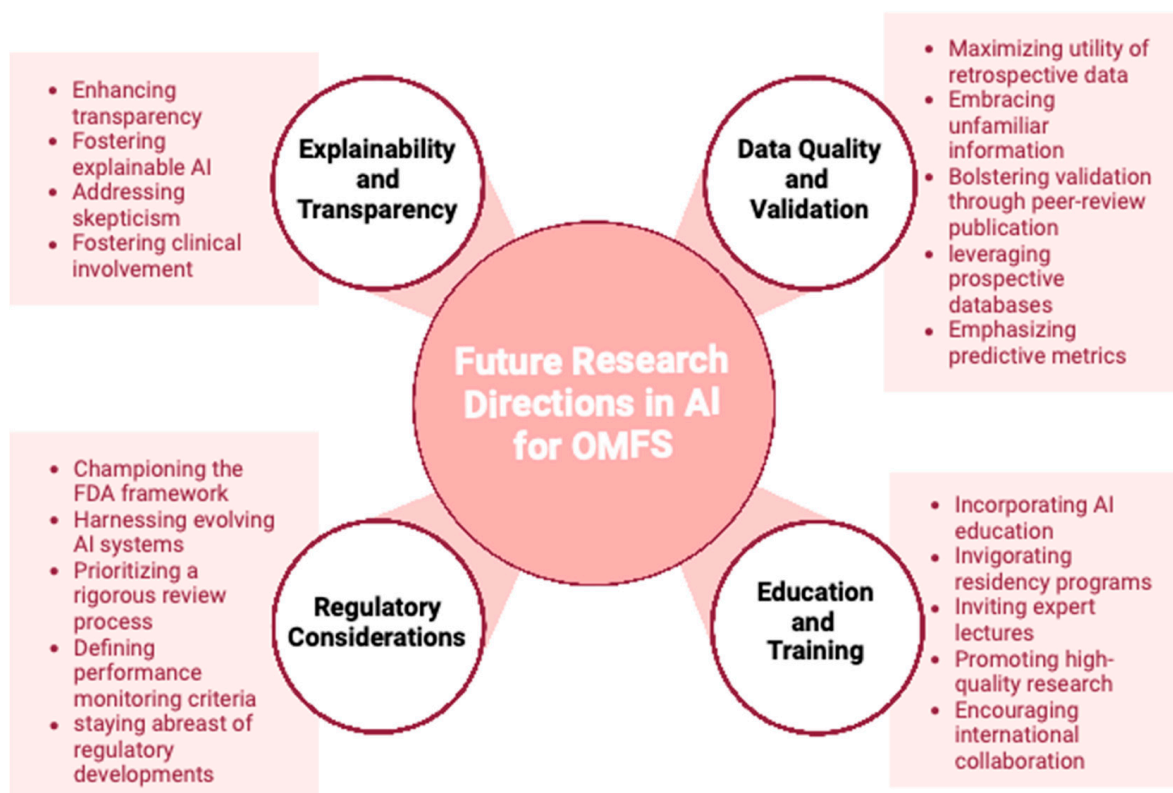 Future Research
Directions in AI
for OMFS
Explainability
and
Transparency
• Enhancing
transparency
• Fostering
explainable AI
• Addressing
skepticism
• Fostering clinical
involvement
Data Quality
and
Validation
• Maximizing utility of
retrospective data
• Embracing
unfamiliar
information
• Bolstering validation
through peer-review
publication
• leveraging
prospective
databases
• Emphasizing
predictive metrics
Regulatory
Considerations
• Championing the
FDA framework
• Harnessing evolving
AI systems
• Prioritizing a
rigorous review
process
• Defining
performance
monitoring criteria
• staying abreast of
regulatory
developments
Education
and
Training
• Incorporating AI
education
• Invigorating
residency programs
• Inviting expert
lectures
• Promoting high-
quality research
• Encouraging
international
collaboration